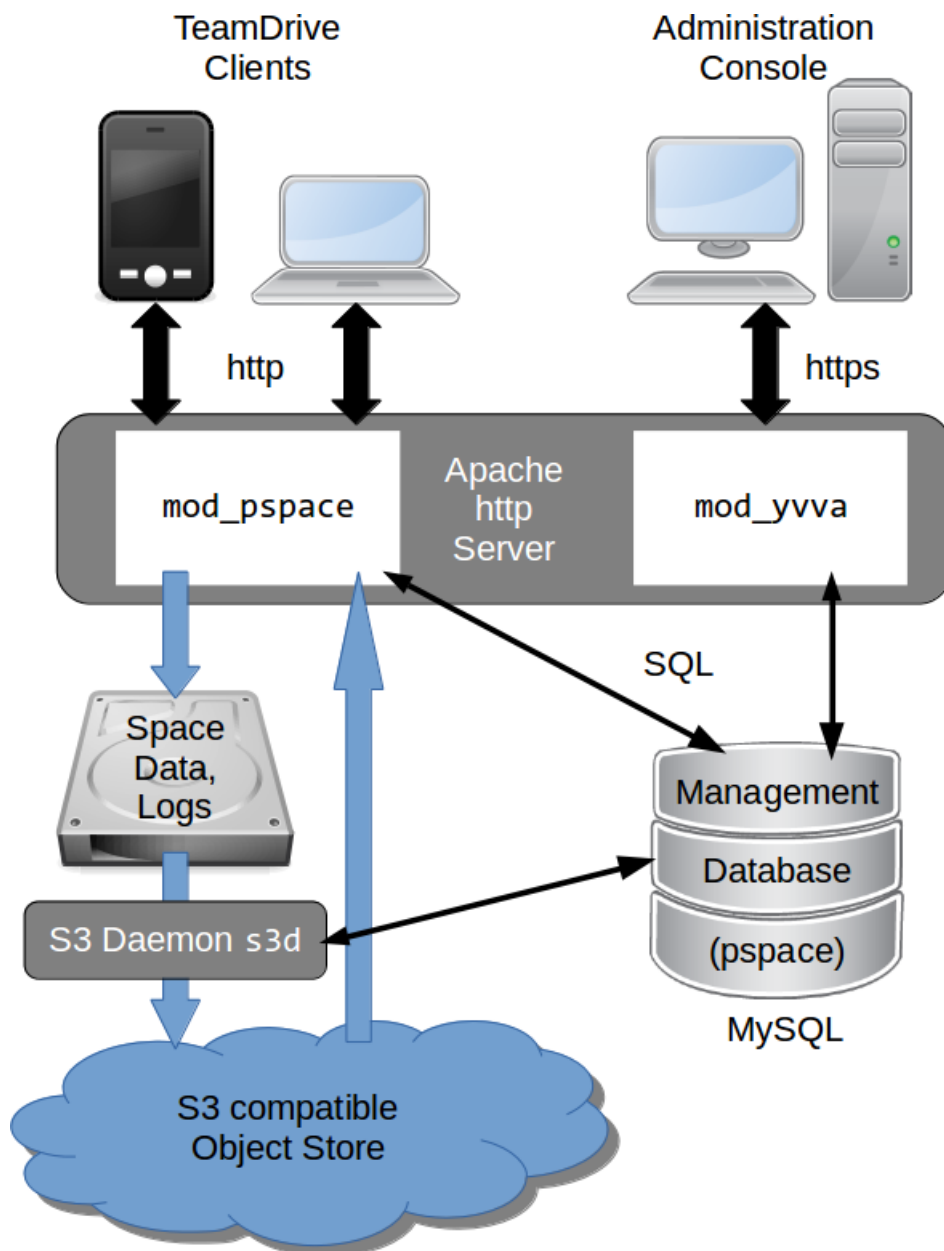 TeamDrive
Clients
Administration
Console
http
https
mod_pspace
Apache
http
Server
mod_yvva
SQL
Space
Data,
Logs
Management
Database
(pspace)
MySQL
S3 Daemon s3d
S3 compatible
Object Store